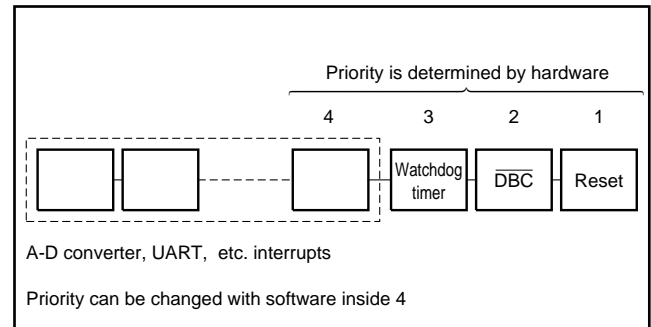 Priority is determined by hardware
4 3 2 1
Watchdog
timer
DBC
Reset
A-D converter, UART, etc. interrupts
Priority can be changed with software inside 4